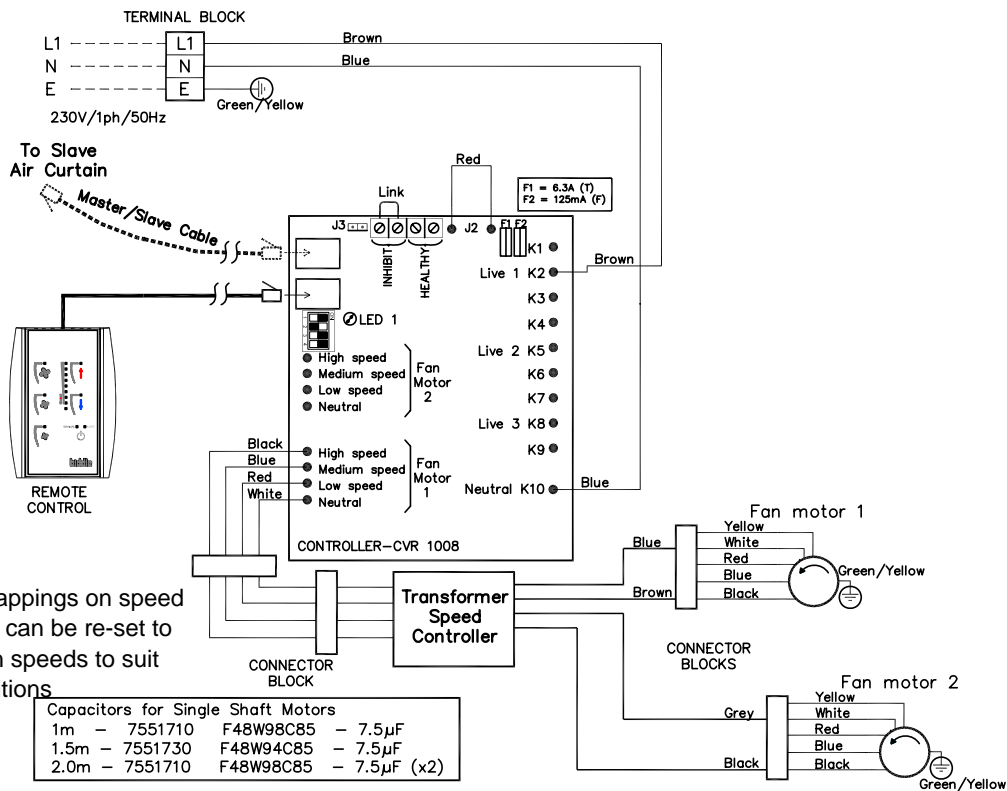 TERMINAL BLOCK
L1 L1 Brown
N N Blue
E E
Green/Yellow
230V/1ph/50Hz
To Slave
Air Curtain
Master/Slave Cable
Red
Link
F1 = 6.3A (T)
F2 = 125mA (F)
J3 J2 F1 F2
INHIBIT
HEALTHY
K1
Brown
Live 1 K2
K3
LED 1
K4
Live 2 K5
K6
K7
Live 3 K8
K9
Neutral K10 Blue
High speed
Medium speed
Low speed
Neutral
Fan
Motor
2
Black High speed
Blue Medium speed
Red Low speed
White Neutral
Fan
Motor
1
REMOTE
CONTROL
CONTROLLER-CVR 1008
Fan motor 1
Yellow
White
Red
Blue
Black
Green/Yellow
Blue
Brown
Transformer
Speed
Controller
CONNECTOR
BLOCK
CONNECTOR
BLOCKS
appings on speed
can be re-set to
speeds to suit
tions
Fan motor 2
Yellow
White
Red
Blue
Black
Green/Yellow
Grey
Black
Capacitors for Single Shaft Motors
1m – 7551710 F48W98C85 – 7.5µF
1.5m – 7551730 F48W94C85 – 7.5µF
2.0m – 7551710 F48W98C85 – 7.5µF (x2)